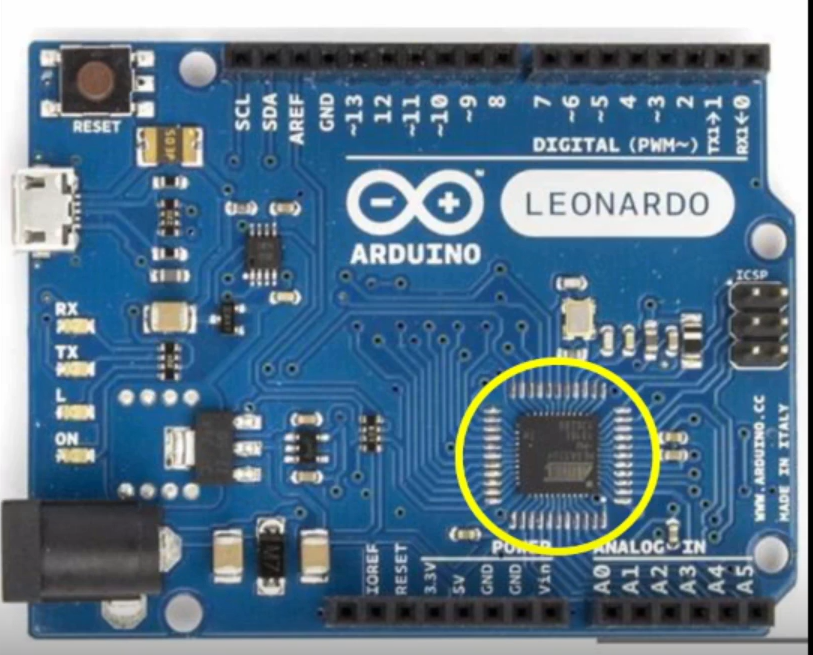 RESET
SCL
SDA
AREF
GND
~13
12
~11
~10
~9
8
7
~6
~5
4
~3
2
TX1→1
RX1←0
DIGITAL (PWM~)
ARDUINO
LEONARDO
ICSP
RX
TX
L
ON
WWW.ARDUINO.CC
MADE IN ITALY
M7
POWER
ANALOG IN
IOREF
RESET
3.3V
5V
GND
GND
Vin
A0
A1
A2
A3
A4
A5